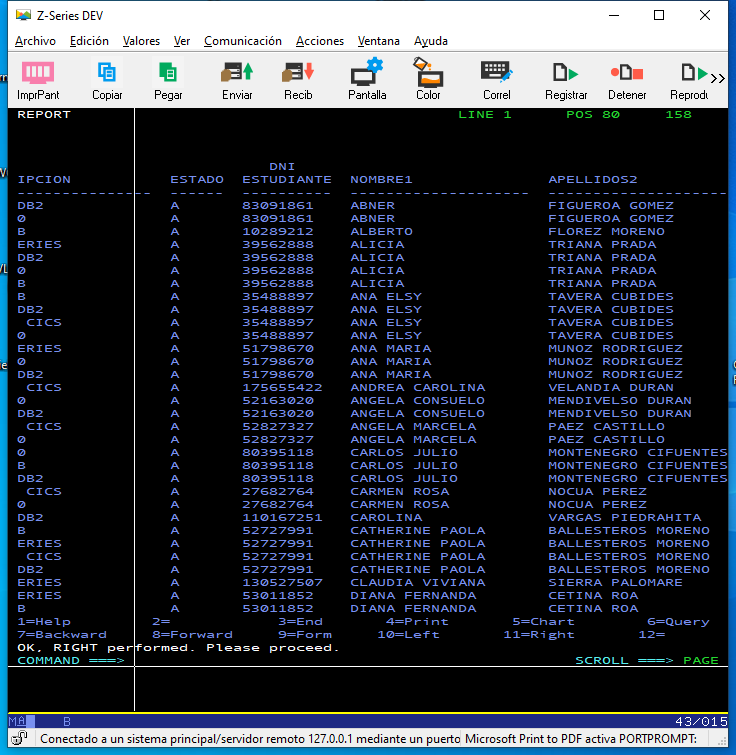 Z-Series DEV
Archivo Edición Valores Ver Comunicación Acciones Ventana Ayuda
ImprPant Copiar Pegar Enviar Recib Pantalla Color Correl Registrar Detener Reprodu
REPORT LINE 1 POS 80 158
DNI
IPCION ESTADO ESTUDIANTE NOMBRE1 APELLIDOS2
--------------- ------ ---------- -------------------- --------------------
DB2 A 83091861 ABNER FIGUEROA GOMEZ
0 A 83091861 ABNER FIGUEROA GOMEZ
B A 10289212 ALBERTO FLOREZ MORENO
ERIES A 39562888 ALICIA TRIANA PRADA
DB2 A 39562888 ALICIA TRIANA PRADA
0 A 39562888 ALICIA TRIANA PRADA
B A 39562888 ALICIA TRIANA PRADA
B A 35488897 ANA ELSY TAVERA CUBIDES
DB2 A 35488897 ANA ELSY TAVERA CUBIDES
CICS A 35488897 ANA ELSY TAVERA CUBIDES
0 A 35488897 ANA ELSY TAVERA CUBIDES
ERIES A 51798670 ANA MARIA MUNOZ RODRIGUEZ
0 A 51798670 ANA MARIA MUNOZ RODRIGUEZ
DB2 A 51798670 ANA MARIA MUNOZ RODRIGUEZ
CICS A 175655422 ANDREA CAROLINA VELANDIA DURAN
0 A 52163020 ANGELA CONSUELO MENDIVELSO DURAN
DB2 A 52163020 ANGELA CONSUELO MENDIVELSO DURAN
CICS A 52827327 ANGELA MARCELA PAEZ CASTILLO
0 A 52827327 ANGELA MARCELA PAEZ CASTILLO
0 A 80395118 CARLOS JULIO MONTENEGRO CIFUENTES
B A 80395118 CARLOS JULIO MONTENEGRO CIFUENTES
DB2 A 80395118 CARLOS JULIO MONTENEGRO CIFUENTES
CICS A 27682764 CARMEN ROSA NOCUA PEREZ
0 A 27682764 CARMEN ROSA NOCUA PEREZ
DB2 A 110167251 CAROLINA VARGAS PIEDRAHITA
B A 52727991 CATHERINE PAOLA BALLESTEROS MORENO
ERIES A 52727991 CATHERINE PAOLA BALLESTEROS MORENO
CICS A 52727991 CATHERINE PAOLA BALLESTEROS MORENO
DB2 A 52727991 CATHERINE PAOLA BALLESTEROS MORENO
ERIES A 130527507 CLAUDIA VIVIANA SIERRA PALOMARE
ERIES A 53011852 DIANA FERNANDA CETINA ROA
B A 53011852 DIANA FERNANDA CETINA ROA
1=Help 2= 3=End 4=Print 5=Chart 6=Query
7=Backward 8=Forward 9=Form 10=Left 11=Right 12=
OK, RIGHT performed. Please proceed.
COMMAND ===> SCROLL ===> PAGE
MA B 43/015
Conectado a un sistema principal/servidor remoto 127.0.0.1 mediante un puerto Microsoft Print to PDF activa PORTPROMPT: